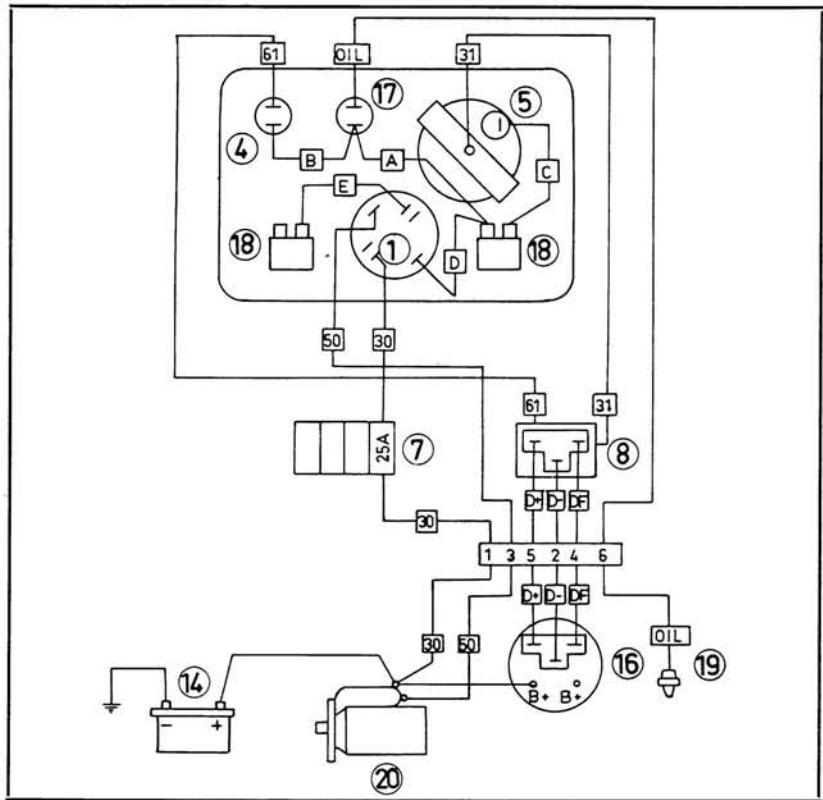 61 OIL 31
17
5
4
B A C
E
18 1 D 18
50 30
61 31
25A 7 8
D+ D- DF
30
1 3 5 2 4 6
D+ D- DF
30 50 OIL
14 16 19
B+ B+
- +
20